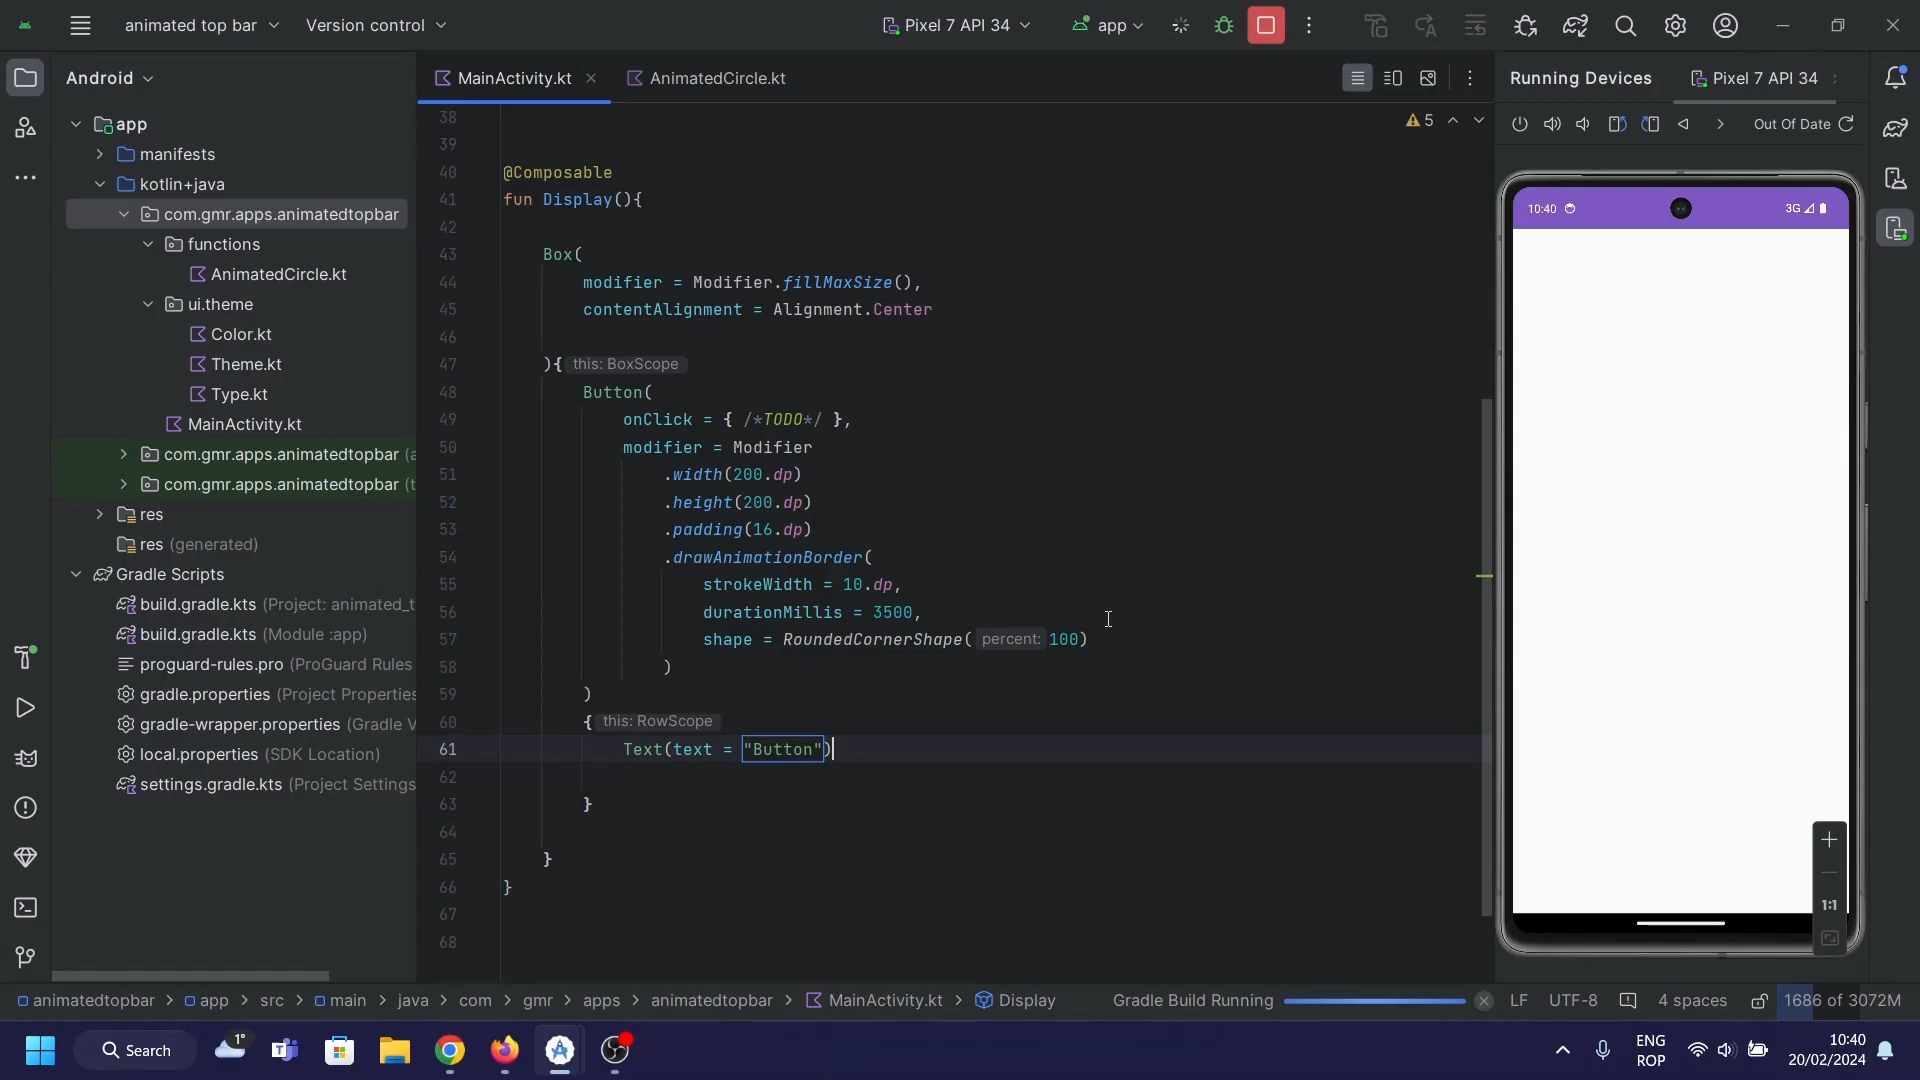 animated top bar
Version control
Pixel 7 API 34
app
Android
MainActivity.kt
AnimatedCircle.kt
Running Devices
Pixel 7 API 34
Out Of Date
5
app
manifests
kotlin+java
com.gmr.apps.animatedtopbar
functions
AnimatedCircle.kt
ui.theme
Color.kt
Theme.kt
Type.kt
MainActivity.kt
com.gmr.apps.animatedtopbar (a
com.gmr.apps.animatedtopbar (t
res
res (generated)
Gradle Scripts
build.gradle.kts (Project: animated_t
build.gradle.kts (Module :app)
proguard-rules.pro (ProGuard Rules
gradle.properties (Project Properties
gradle-wrapper.properties (Gradle V
local.properties (SDK Location)
settings.gradle.kts (Project Settings
38
39
40 @Composable
41 fun Display(){
42
43 Box(
44 modifier = Modifier.fillMaxSize(),
45 contentAlignment = Alignment.Center
46
47 ){ this: BoxScope
48 Button(
49 onClick = { /*TODO*/ },
50 modifier = Modifier
51 .width(200.dp)
52 .height(200.dp)
53 .padding(16.dp)
54 .drawAnimationBorder(
55 strokeWidth = 10.dp,
56 durationMillis = 3500,
57 shape = RoundedCornerShape( percent: 100)
58 )
59 )
60 { this: RowScope
61 Text(text = "Button")
62
63 }
64
65 }
66 }
67
68
10:40
3G
1:1
animatedtopbar > app > src > main > java > com > gmr > apps > animatedtopbar > MainActivity.kt > Display
Gradle Build Running
LF
UTF-8
4 spaces
1686 of 3072M
Search
1°
ENG
ROP
10:40
20/02/2024